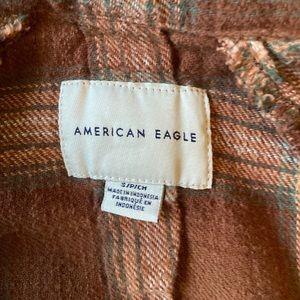 AMERICAN EAGLE
S/P/CH
MADE IN INDONESIA
FABRIQUÉ EN
INDONÉSIE